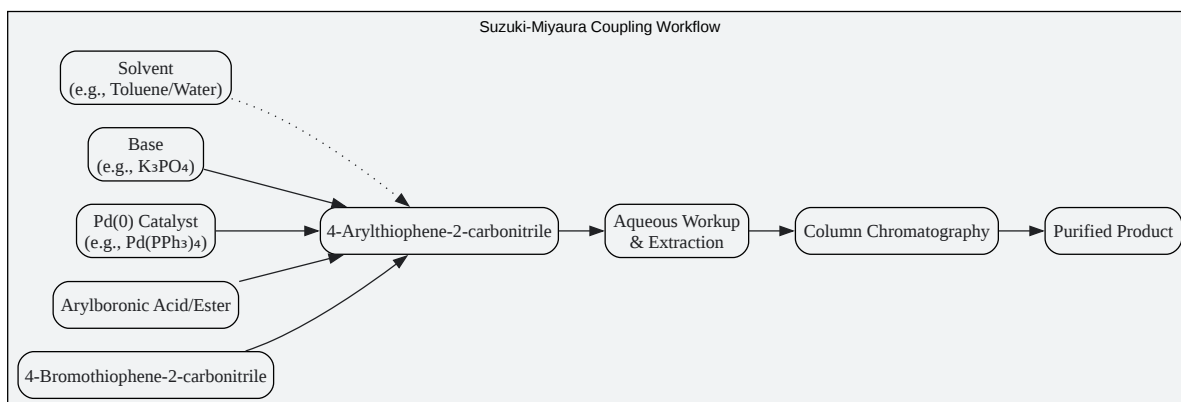 Suzuki-Miyaura Coupling Workflow
Solvent
(e.g., Toluene/Water)
Base
(e.g., K₃PO₄)
Pd(0) Catalyst
(e.g., Pd(PPh₃)₄)
Arylboronic Acid/Ester
4-Bromothiophene-2-carbonitrile
4-Arylthiophene-2-carbonitrile
Aqueous Workup
& Extraction
Column Chromatography
Purified Product